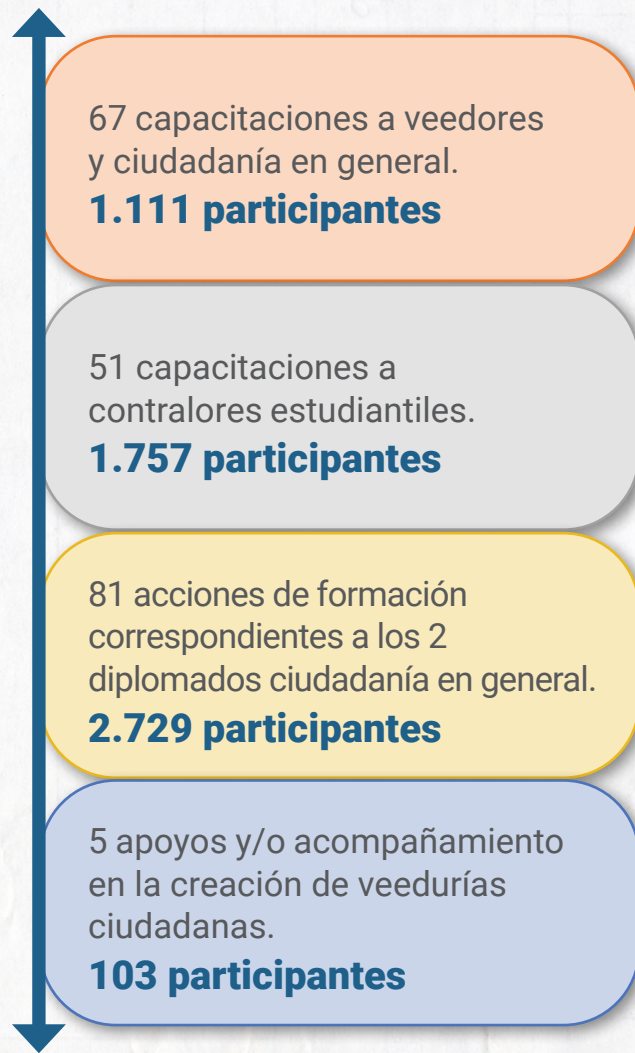 67 capacitaciones a veedores
y ciudadanía en general.
1.111 participantes
51 capacitaciones a
contralores estudiantiles.
1.757 participantes
81 acciones de formación
correspondientes a los 2
diplomados ciudadanía en general.
2.729 participantes
5 apoyos y/o acompañamiento
en la creación de veedurías
ciudadanas.
103 participantes